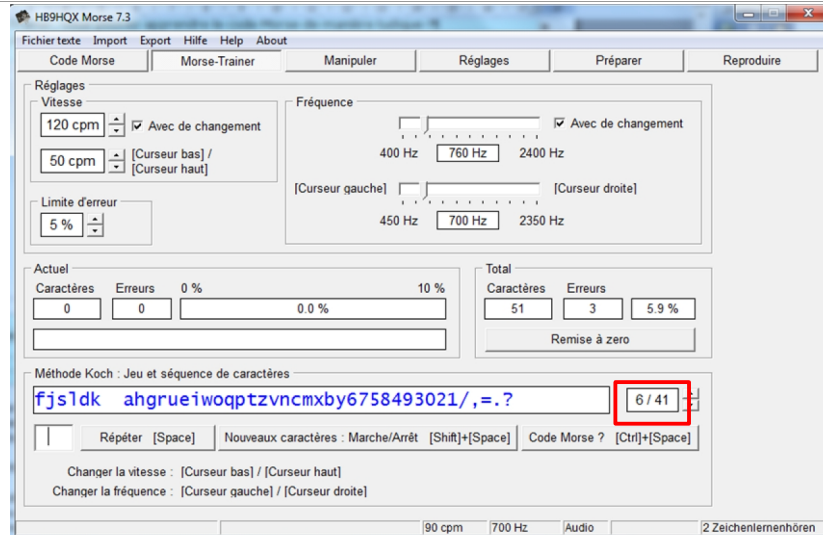 HB9HQX Morse 7.3
Fichier texte Import Export Hilfe Help About
Code Morse Morse-Trainer Manipuler Réglages Préparer Reproduire
Réglages
Vitesse
120 cpm Avec de changement
50 cpm [Curseur bas] /
[Curseur haut]
Limite d'erreur
5 %
Fréquence
Avec de changement
400 Hz 760 Hz 2400 Hz
[Curseur gauche] [Curseur droite]
450 Hz 700 Hz 2350 Hz
Actuel
Caractères Erreurs 0 % 10 %
0 0 0.0 %
Total
Caractères Erreurs
51 3 5.9 %
Remise à zero
Méthode Koch : Jeu et séquence de caractères
fjsldk ahgrueiwoqptzvncmxby6758493021/,=.?
6 / 41
Répéter [Space] Nouveaux caractères : Marche/Arrêt [Shift]+[Space] Code Morse ? [Ctrl]+[Space]
Changer la vitesse : [Curseur bas] / [Curseur haut]
Changer la fréquence : [Curseur gauche] / [Curseur droite]
90 cpm 700 Hz Audio 2 Zeichenlernenhören